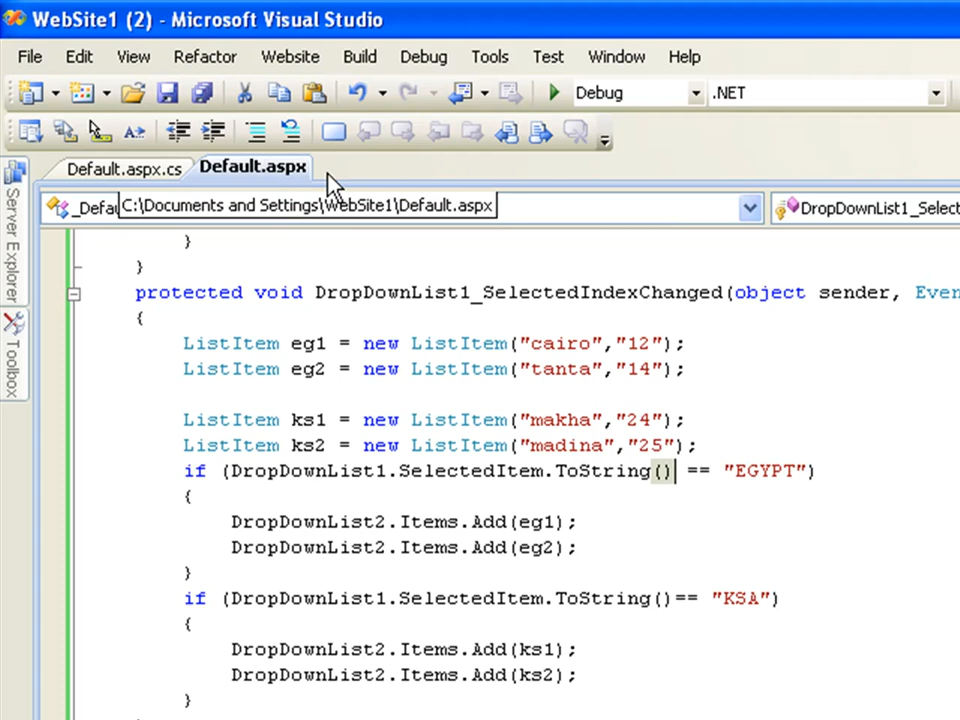 WebSite1 (2) - Microsoft Visual Studio
File Edit View Refactor Website Build Debug Tools Test Window Help
Debug .NET
Default.aspx.cs Default.aspx
C:\Documents and Settings\WebSite1\Default.aspx
Server Explorer
Toolbox
}
}
protected void DropDownList1_SelectedIndexChanged(object sender, Even
{
ListItem eg1 = new ListItem("cairo","12");
ListItem eg2 = new ListItem("tanta","14");
ListItem ks1 = new ListItem("makha","24");
ListItem ks2 = new ListItem("madina","25");
if (DropDownList1.SelectedItem.ToString() == "EGYPT")
{
DropDownList2.Items.Add(eg1);
DropDownList2.Items.Add(eg2);
}
if (DropDownList1.SelectedItem.ToString()== "KSA")
{
DropDownList2.Items.Add(ks1);
DropDownList2.Items.Add(ks2);
}